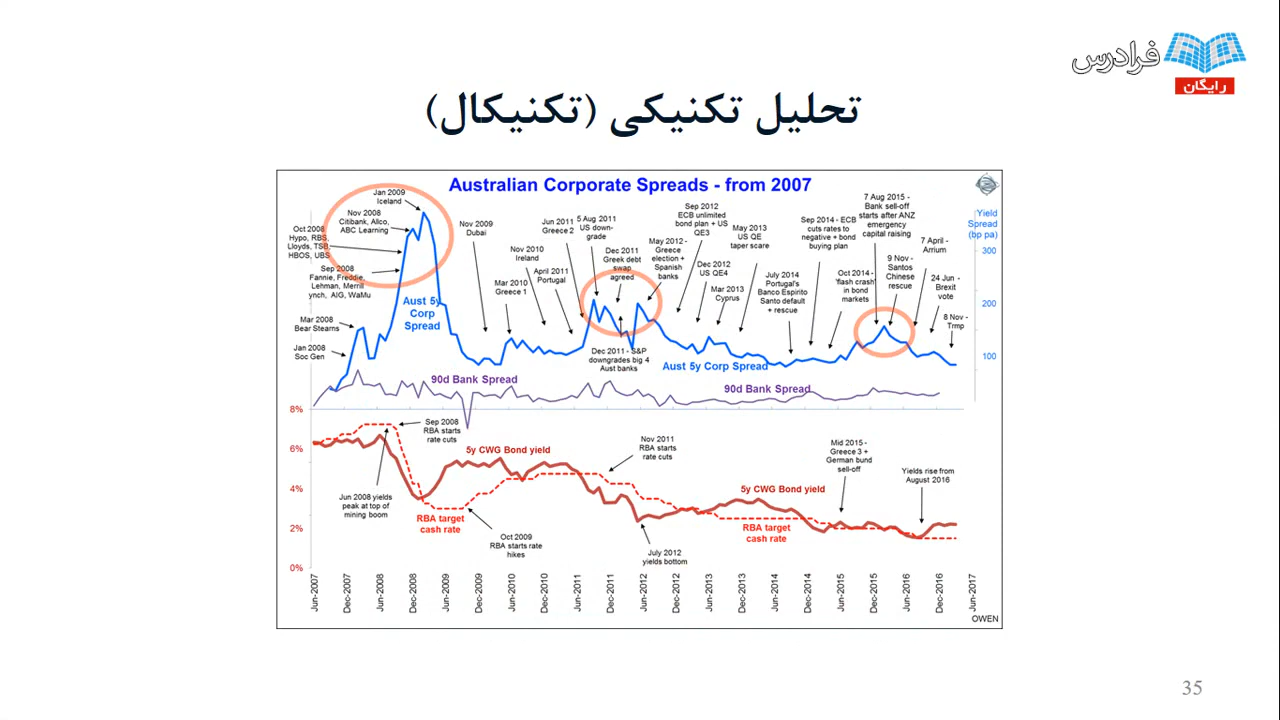 فرادرس
رایگان
تحلیل تکنیکی (تکنیکال)
Australian Corporate Spreads - from 2007
Yield
Spread
(bp pa)
300
200
100
Jan 2009
Iceland
Nov 2008
Citibank, Allco,
ABC Learning
Oct 2008
Hypo, RBS,
Lloyds, TSB,
HBOS, UBS
Sep 2008
Fannie, Freddie,
Lehman, Merrill
ynch, AIG, WaMu
Mar 2008
Bear Stearns
Jan 2008
Soc Gen
Aust 5y
Corp
Spread
Nov 2009
Dubai
Mar 2010
Greece 1
Nov 2010
Ireland
April 2011
Portugal
Jun 2011
Greece 2
5 Aug 2011
US down-
grade
Dec 2011
Greek debt
swap
agreed
Dec 2011 - S&P
downgrades big 4
Aust banks
May 2012 -
Greece
election +
Spanish
banks
Sep 2012
ECB unlimited
bond plan + US
QE3
Dec 2012
US QE4
Mar 2013
Cyprus
May 2013
US QE
taper scare
July 2014
Portugal's
Banco Espirito
Santo default
+ rescue
Sep 2014 - ECB
cuts rates to
negative + bond
buying plan
Oct 2014 -
'flash crash'
in bond
markets
7 Aug 2015 -
Bank sell-off
starts after ANZ
emergency
capital raising
9 Nov -
Santos
Chinese
rescue
7 April -
Arrium
24 Jun -
Brexit
vote
8 Nov -
Trmp
Aust 5y Corp Spread
90d Bank Spread
90d Bank Spread
8%
6%
4%
2%
0%
Sep 2008
RBA starts
rate cuts
5y CWG Bond yield
Jun 2008 yields
peak at top of
mining boom
RBA target
cash rate
Oct 2009
RBA starts rate
hikes
Nov 2011
RBA starts
rate cuts
July 2012
yields bottom
5y CWG Bond yield
RBA target
cash rate
Mid 2015 -
Greece 3 +
German bund
sell-off
Yields rise from
August 2016
Jun-2007
Dec-2007
Jun-2008
Dec-2008
Jun-2009
Dec-2009
Jun-2010
Dec-2010
Jun-2011
Dec-2011
Jun-2012
Dec-2012
Jun-2013
Dec-2013
Jun-2014
Dec-2014
Jun-2015
Dec-2015
Jun-2016
Dec-2016
Jun-2017
OWEN
35